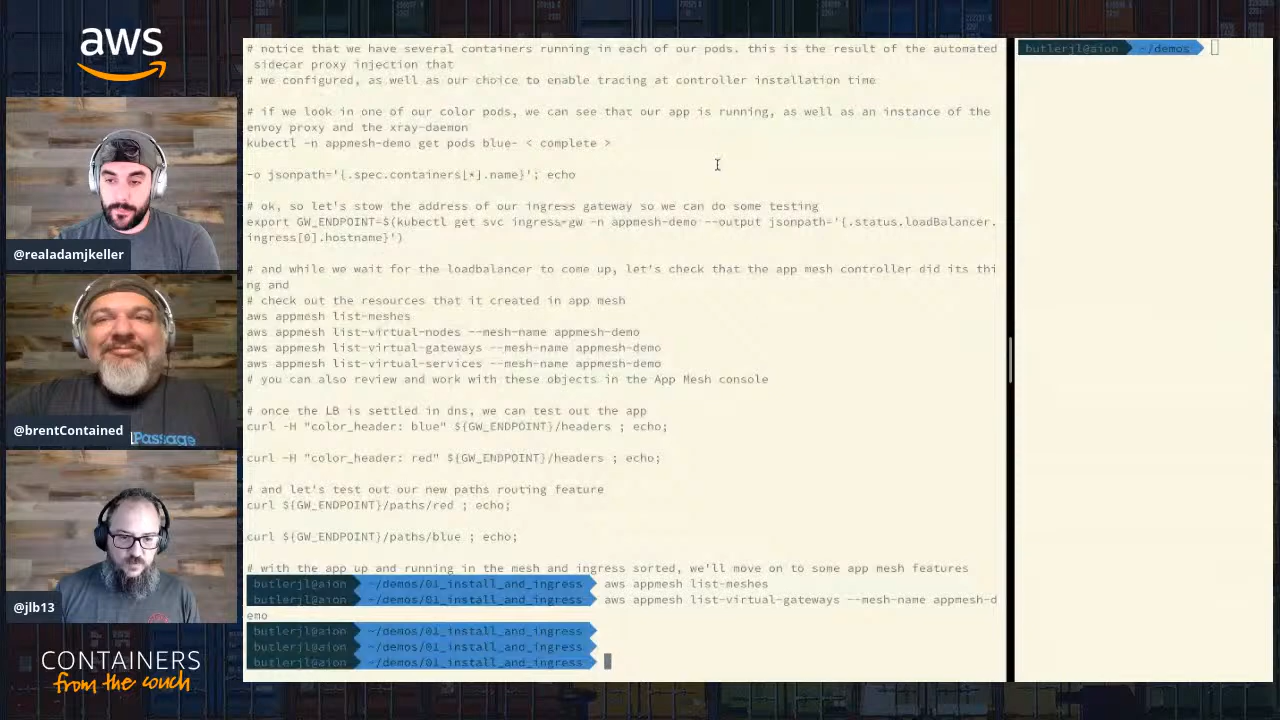 aws
@realadamjkeller
@brentContained
Passage
@jlb13
CONTAINERS
from the couch
# notice that we have several containers running in each of our pods. this is the result of the automated
sidecar proxy injection that
# we configured, as well as our choice to enable tracing at controller installation time
# if we look in one of our color pods, we can see that our app is running, as well as an instance of the
envoy proxy and the xray-daemon
kubectl -n appmesh-demo get pods blue- < complete >
-o jsonpath='{.spec.containers[*].name}'; echo
# ok, so let's stow the address of our ingress gateway so we can do some testing
export GW_ENDPOINT=$(kubectl get svc ingress-gw -n appmesh-demo --output jsonpath='{.status.loadBalancer.
ingress[0].hostname}')
# and while we wait for the loadbalancer to come up, let's check that the app mesh controller did its thi
ng and
# check out the resources that it created in app mesh
aws appmesh list-meshes
aws appmesh list-virtual-nodes --mesh-name appmesh-demo
aws appmesh list-virtual-gateways --mesh-name appmesh-demo
aws appmesh list-virtual-services --mesh-name appmesh-demo
# you can also review and work with these objects in the App Mesh console
# once the LB is settled in dns, we can test out the app
curl -H "color_header: blue" ${GW_ENDPOINT}/headers ; echo;
curl -H "color_header: red" ${GW_ENDPOINT}/headers ; echo;
# and let's test out our new paths routing feature
curl ${GW_ENDPOINT}/paths/red ; echo;
curl ${GW_ENDPOINT}/paths/blue ; echo;
# with the app up and running in the mesh and ingress sorted, we'll move on to some app mesh features
butlerjl@aion ~/demos/01_install_and_ingress aws appmesh list-meshes
butlerjl@aion ~/demos/01_install_and_ingress aws appmesh list-virtual-gateways --mesh-name appmesh-d
emo
butlerjl@aion ~/demos/01_install_and_ingress
butlerjl@aion ~/demos/01_install_and_ingress
butlerjl@aion ~/demos/01_install_and_ingress
butlerjl@aion ~/demos